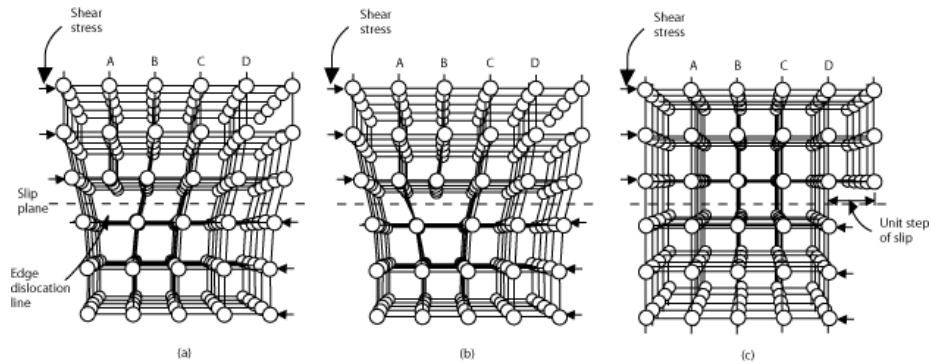 Shear
stress
A B C D
Slip
plane
Edge
dislocation
line
(a)
Shear
stress
A B C D
(b)
Shear
stress
A B C D
Unit step
of slip
(c)